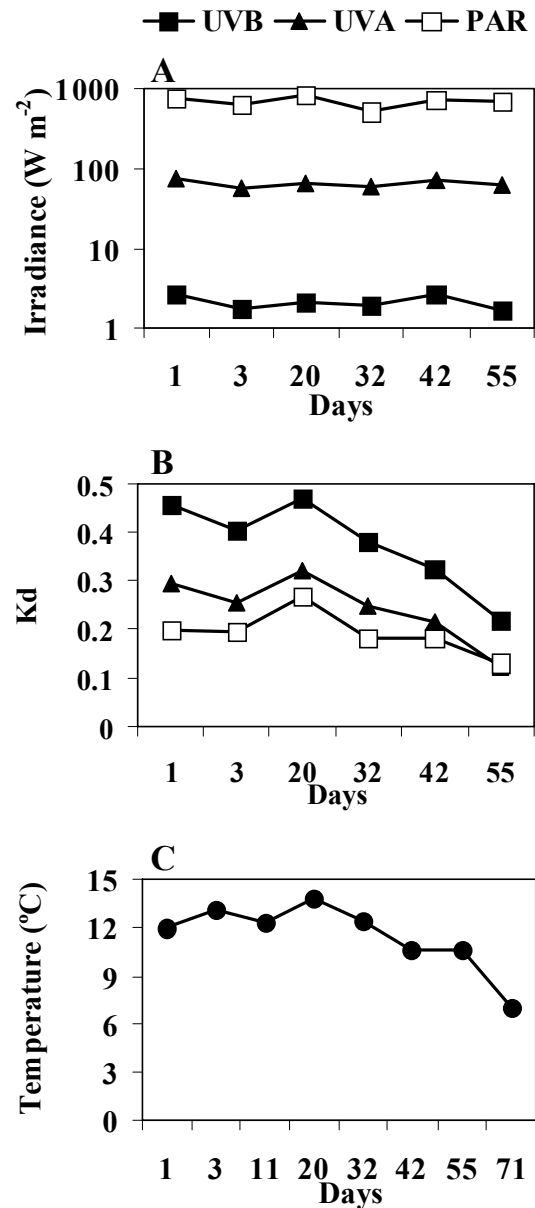 UVB UVA PAR
A
Irradiance (W m-2)
1000
100
10
1
1 3 20 32 42 55
Days
B
Kd
0.5
0.4
0.3
0.2
0.1
0
1 3 20 32 42 55
Days
C
Temperature (ºC)
15
12
9
6
3
0
1 3 11 20 32 42 55 71
Days